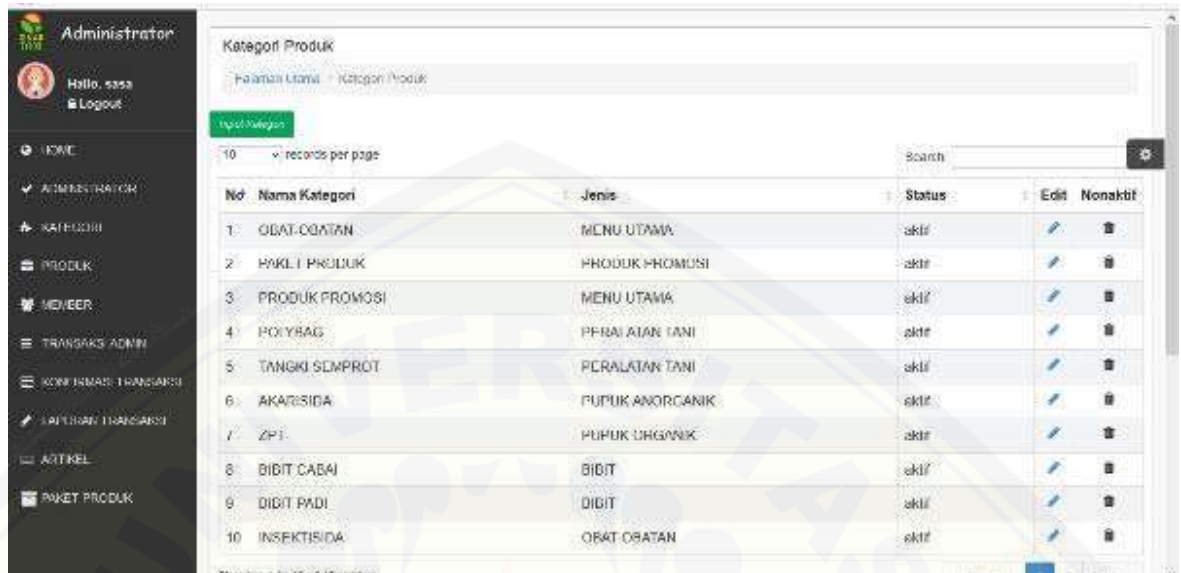 Administrator
Hallo, sasa
Logout
HOME
ADMINISTRATOR
KATEGORI
PRODUK
MEMBER
TRANSAKSI ADMIN
KONFIRMASI TRANSAKSI
LAPORAN TRANSAKSI
ARTIKEL
PAKET PRODUK
Kategori Produk
Halaman Utama Kategori Produk
Input Kategori
10 records per page
Search
No Nama Kategori Jenis Status Edit Nonaktif
1 OBAT-OBATAN MENU UTAMA aktif
2 PAKET PRODUK PRODUK PROMOSI aktif
3 PRODUK PROMOSI MENU UTAMA aktif
4 POLYBAG PERALATAN TANI aktif
5 TANGKI SEMPROT PERALATAN TANI aktif
6 AKARISIDA PUPUK ANORGANIK aktif
7 ZPT PUPUK ORGANIK aktif
8 BIBIT CABAI BIBIT aktif
9 BIBIT PADI BIBIT aktif
10 INSEKTISIDA OBAT-OBATAN aktif